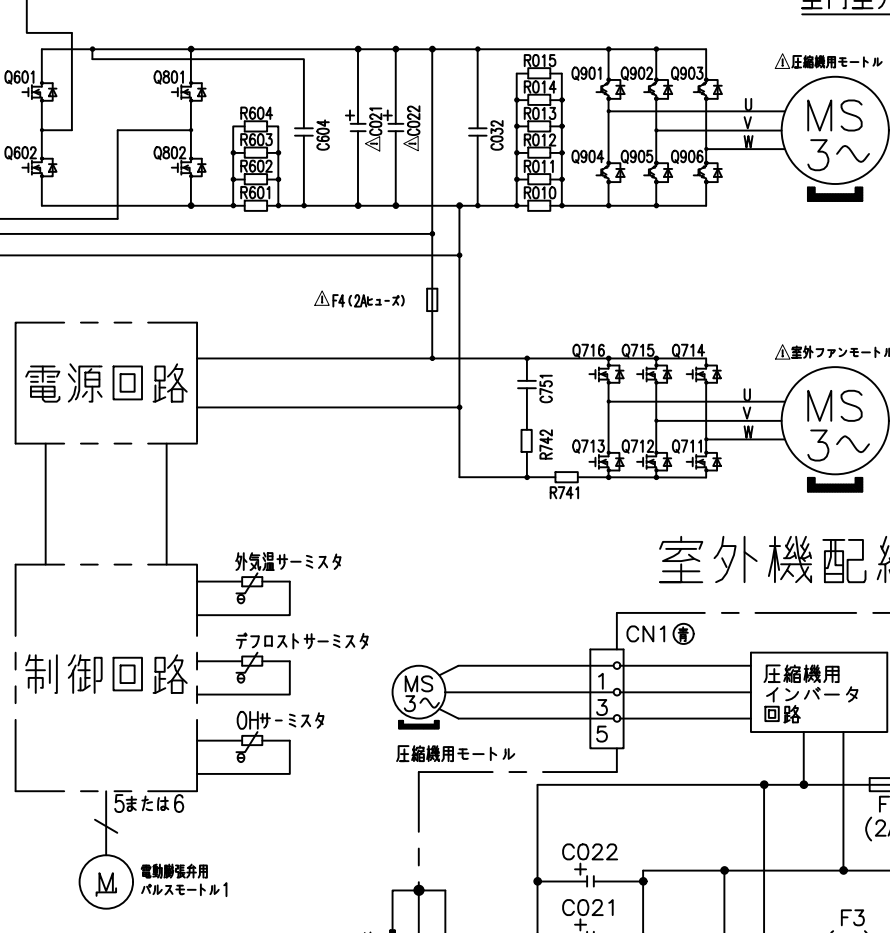 Q601
Q801
Q602
Q802
R604
R603
R602
R601
C604
+
⚠C021
+
⚠C022
C032
R015
R014
R013
R012
R011
R010
Q901
Q902
Q903
Q904
Q905
Q906
⚠圧縮機用モートル
U
V
W
MS
3~
⚠F4(2Aヒューズ)
電源回路
C751
R742
R741
Q716
Q715
Q714
Q713
Q712
Q711
⚠室外ファンモートル
U
V
W
MS
3~
制御回路
外気温サーミスタ
θ
デフロストサーミスタ
θ
OHサーミスタ
θ
5または6
M
電動膨張弁用
パルスモートル1
室外機配
CN1 青
MS
3~
圧縮機用モートル
1
3
5
圧縮機用
インバータ
回路
F
(2
C022
+
C021
+
F3